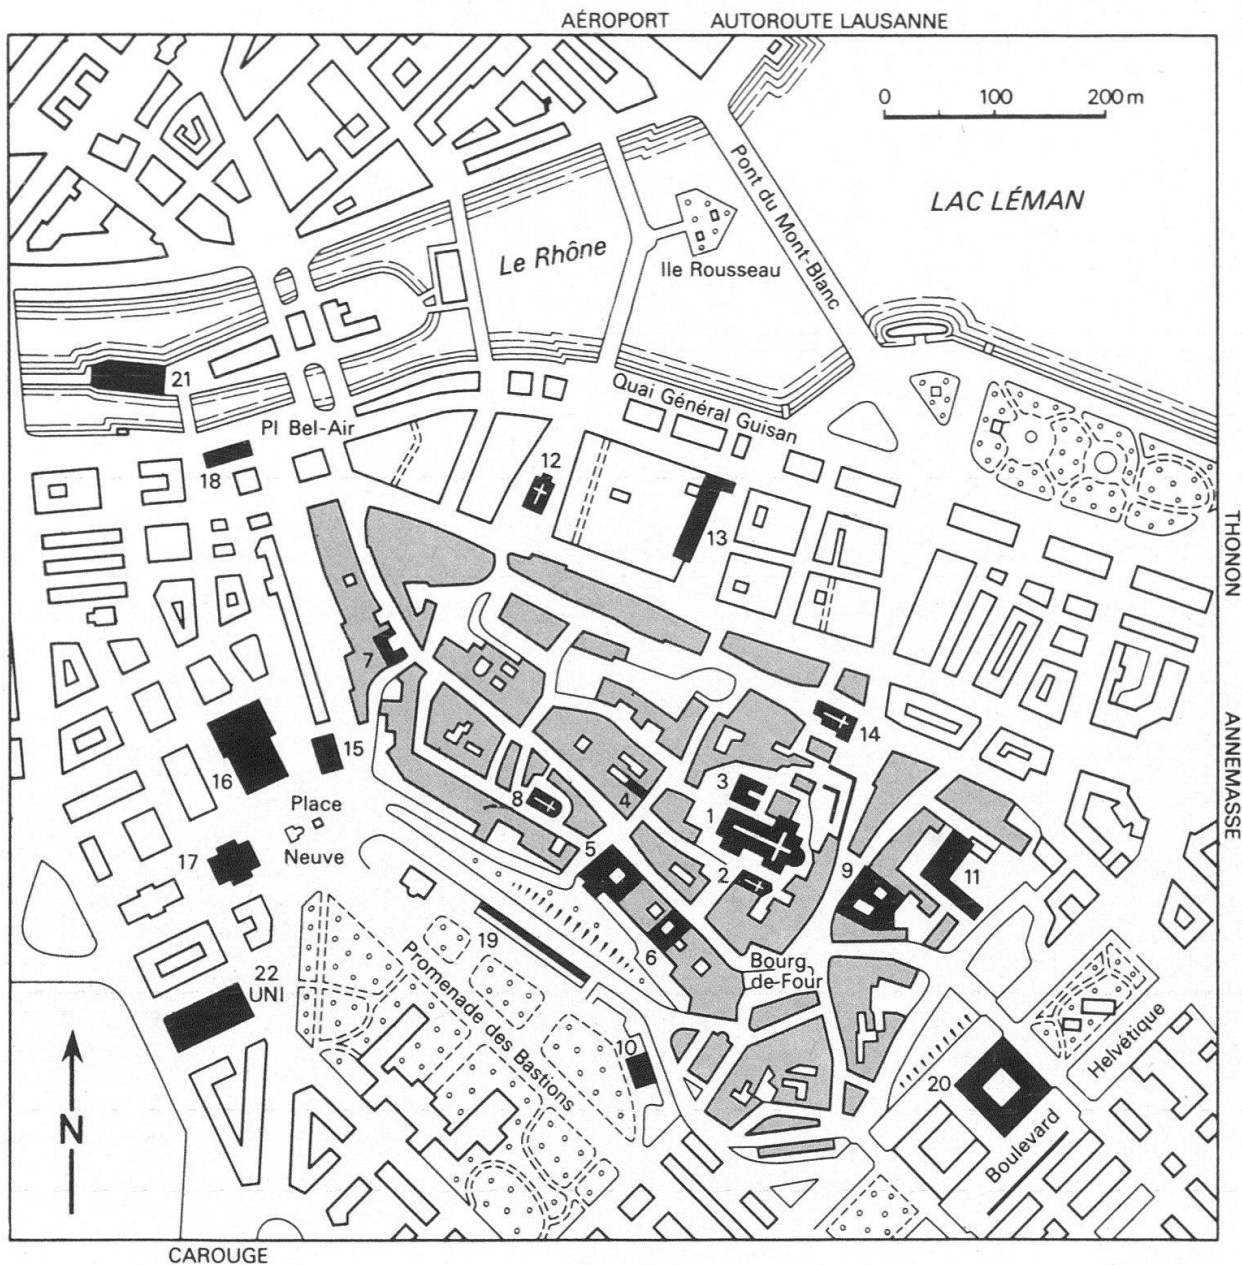 AÉROPORT AUTOROUTE LAUSANNE
0 100 200 m
Pont du Mont-Blanc
LAC LÉMAN
Le Rhône
Ile Rousseau
21
Quai Général Guisan
Pl Bel-Air
12
18
13
THONON
7
14
15
ANNEMASSE
16
3
8
4
Place
Neuve
1
17
5
9
11
2
19
6
Bourg
de-Four
22
UNI
Promenade des Bastions
10
Helvétique
20
Boulevard
N
CAROUGE